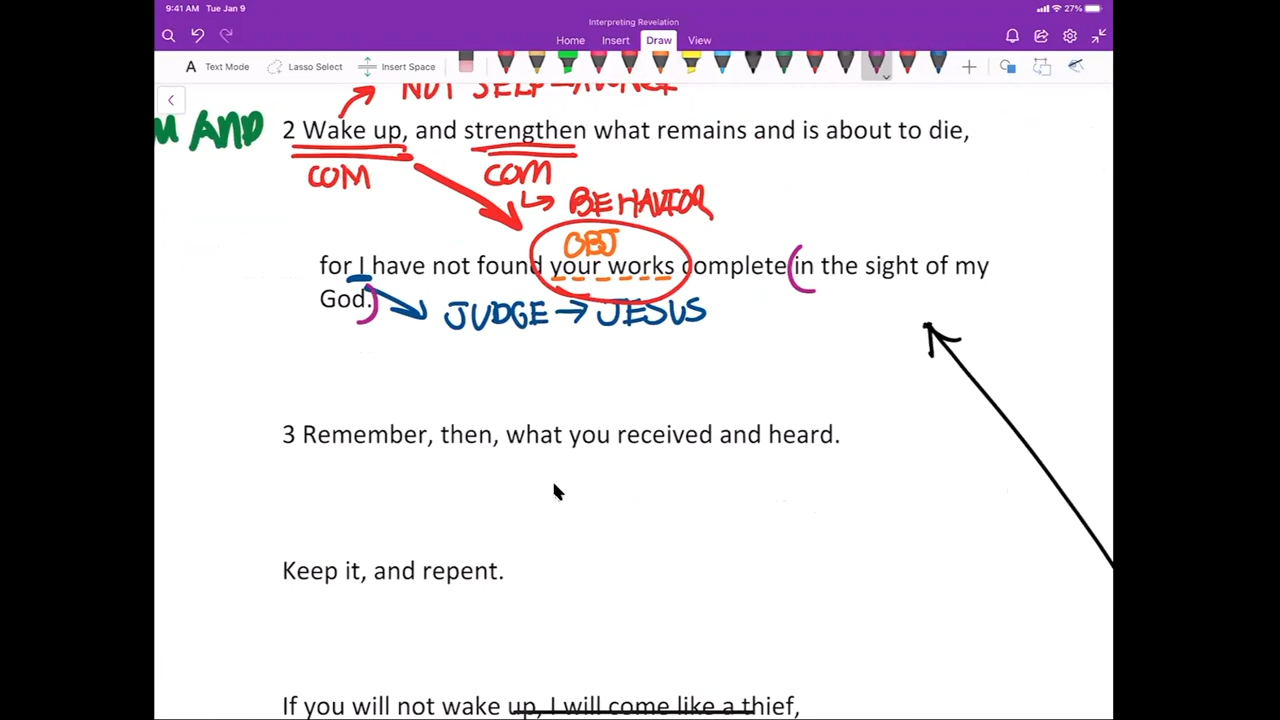 9:41 AM Tue Jan 9
27%
Interpreting Revelation
Home Insert Draw View
Text Mode Lasso Select Insert Space
NOT SELF-
AND
2 Wake up, and strengthen what remains and is about to die,
COM COM
BEHAVIOR
OBJ
for I have not found your works complete (in the sight of my
God.)
JUDGE → JESUS
3 Remember, then, what you received and heard.
Keep it, and repent.
If you will not wake up, I will come like a thief,